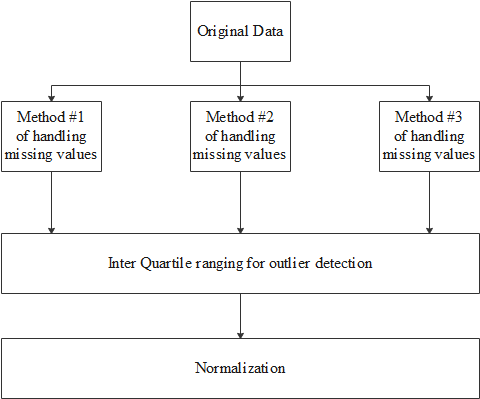 Original Data
Method #1
of handling
missing values
Method #2
of handling
missing values
Method #3
of handling
missing values
Inter Quartile ranging for outlier detection
Normalization